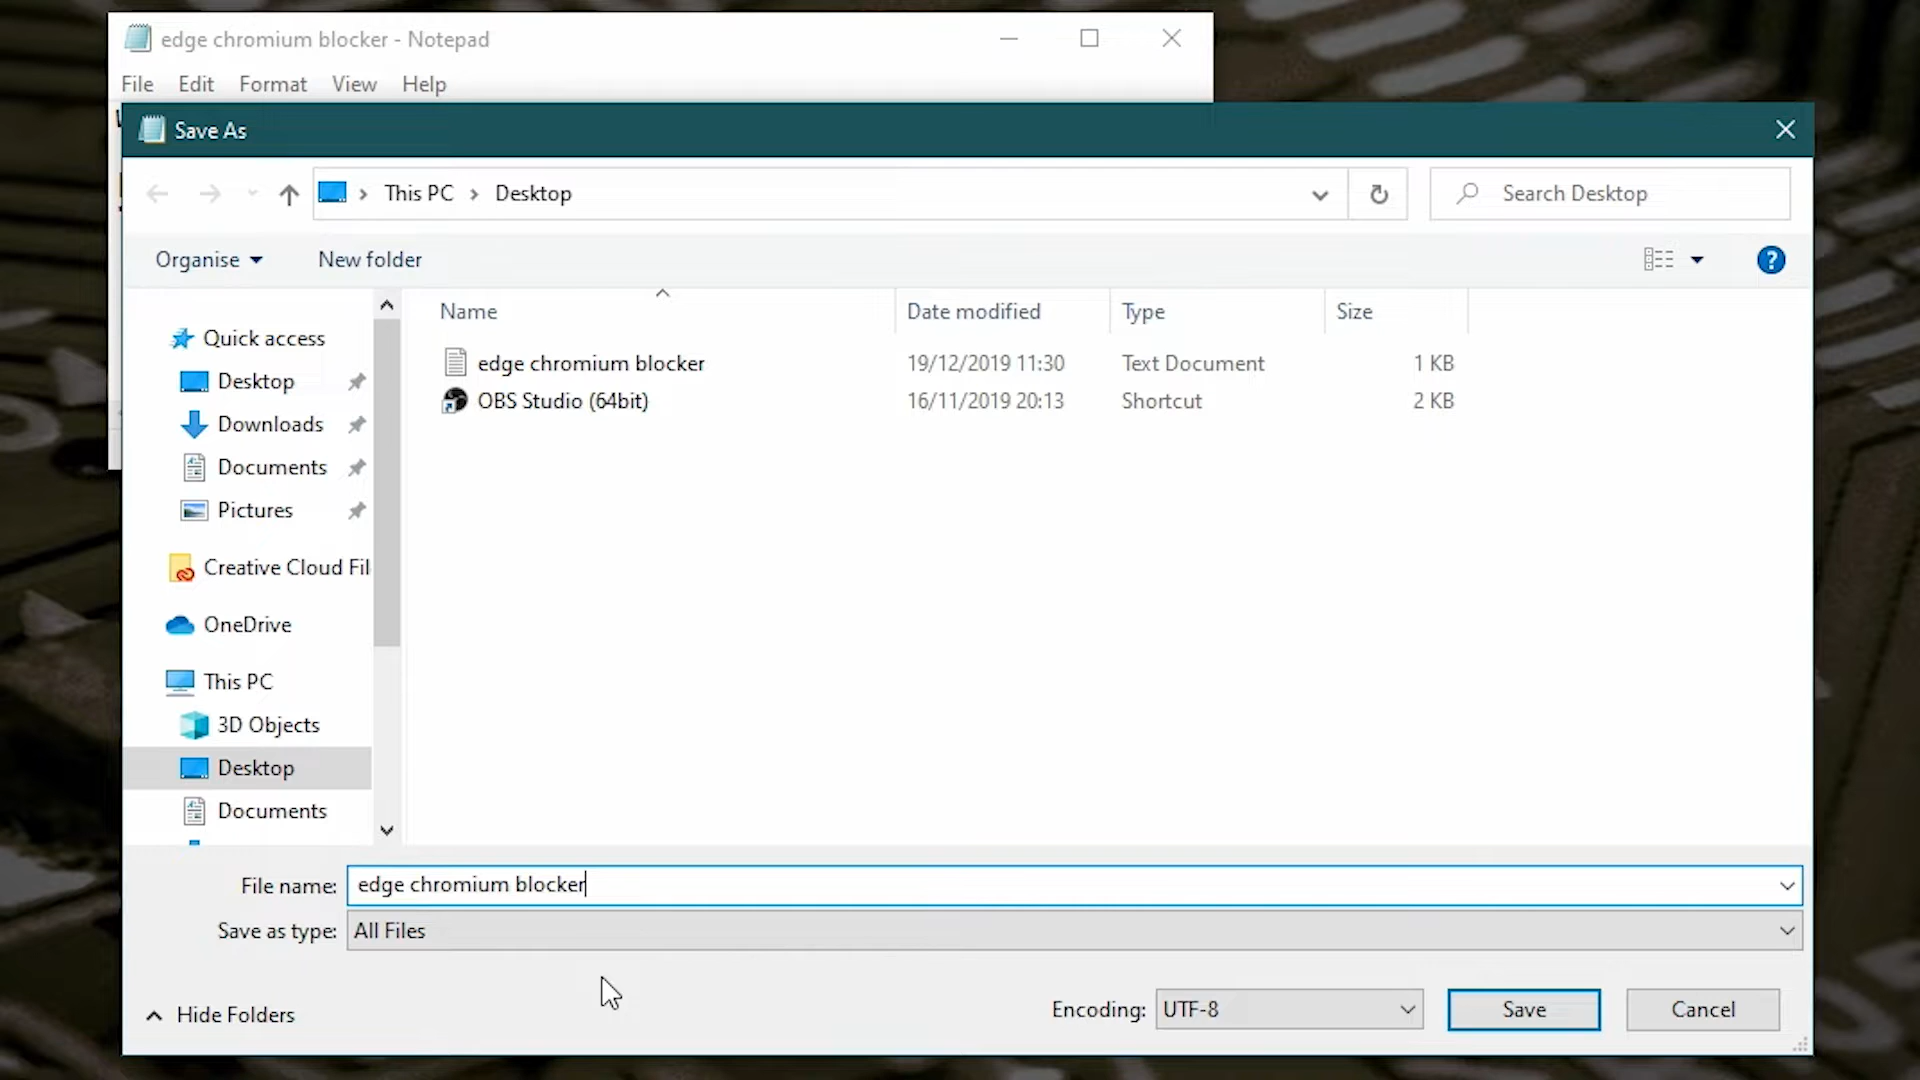 edge chromium blocker - Notepad
File Edit Format View Help
Save As
This PC Desktop
Search Desktop
Organise New folder
Name Date modified Type Size
edge chromium blocker 19/12/2019 11:30 Text Document 1 KB
OBS Studio (64bit) 16/11/2019 20:13 Shortcut 2 KB
Quick access
Desktop
Downloads
Documents
Pictures
Creative Cloud Fil
OneDrive
This PC
3D Objects
Desktop
Documents
File name: edge chromium blocker
Save as type: All Files
Hide Folders
Encoding: UTF-8 Save Cancel